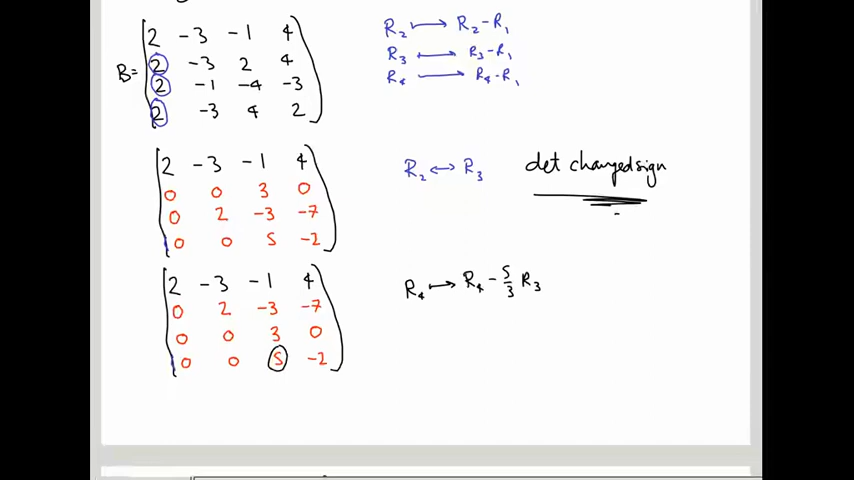 2 -3 -1 4 R₂ ⟼ R₂-R₁
B= 2 -3 2 4 R₃ ⟼ R₃-R₁
2 -1 -4 -3 R₄ ⟼ R₄-R₁
2 -3 4 2
2 -3 -1 4 R₂ ↔ R₃ det changed sign
0 0 3 0
0 2 -3 -7
0 0 5 -2
2 -3 -1 4 R₄ ⟼ R₄ - 5/3 R₃
0 2 -3 -7
0 0 3 0
0 0 5 -2